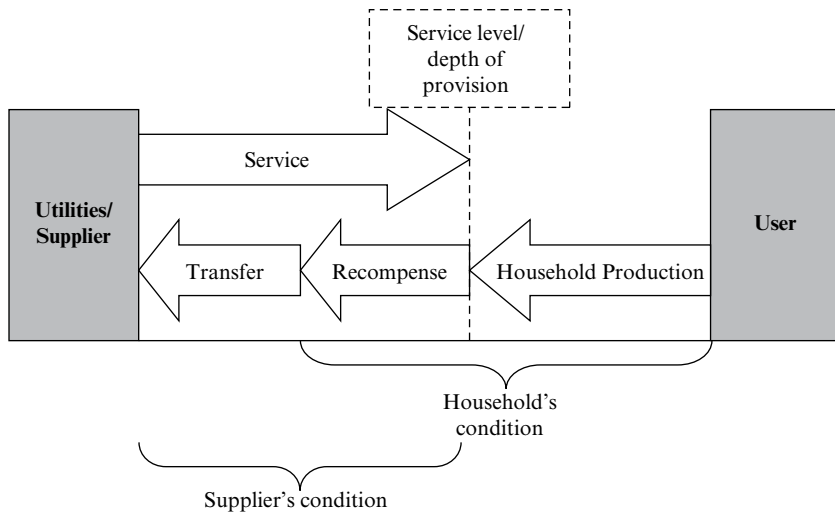 Service level/
depth of
provision
Service
Utilities/
Supplier
User
Transfer
Recompense
Household Production
Household's
condition
Supplier's condition